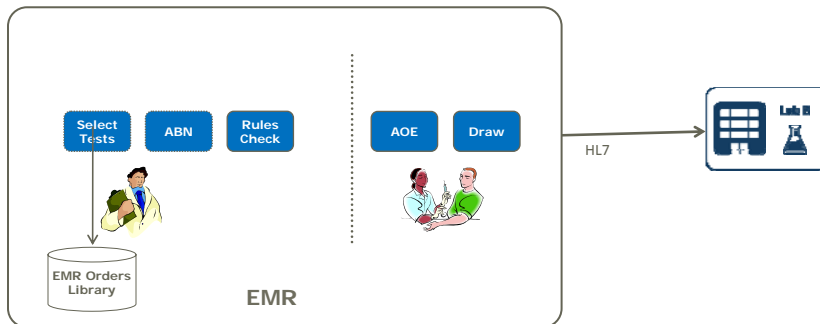 Select
Tests
ABN
Rules
Check
AOE
Draw
HL7
EMR Orders
Library
EMR